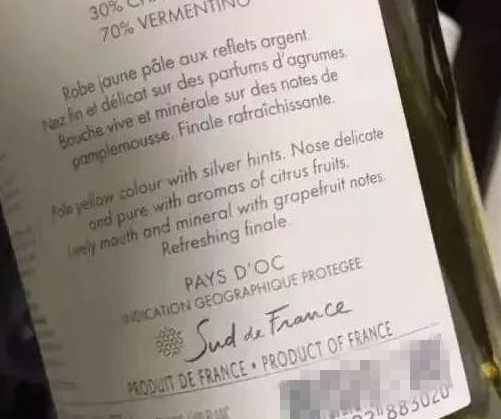 30%
70% VERMENTINO
Robe jaune pâle aux reflets argent.
Nez fin et délicat sur des parfums d'agrumes.
Bouche vive et minérale sur des notes de
pamplemousse. Finale rafraîchissante.
Pale yellow colour with silver hints. Nose delicate
and pure with aromas of citrus fruits.
Lively mouth and mineral with grapefruit notes.
Refreshing finale.
PAYS D'OC
INDICATION GÉOGRAPHIQUE PROTÉGÉE
Sud de France
PRODUIT DE FRANCE • PRODUCT OF FRANCE
883020